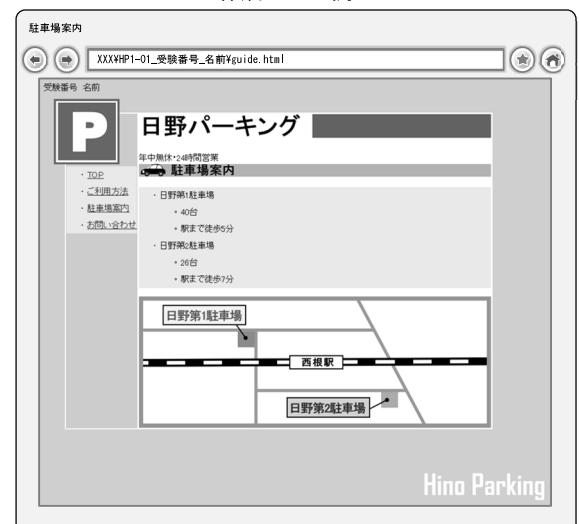 駐車場案内
XXX¥HP1-01_受験番号_名前¥guide.html
受験番号 名前
P
日野パーキング
年中無休･24時間営業
駐車場案内
・TOP
・ご利用方法
・駐車場案内
・お問い合わせ
・日野第1駐車場
・40台
・駅まで徒歩5分
・日野第2駐車場
・26台
・駅まで徒歩7分
日野第1駐車場
西根駅
日野第2駐車場
Hino Parking